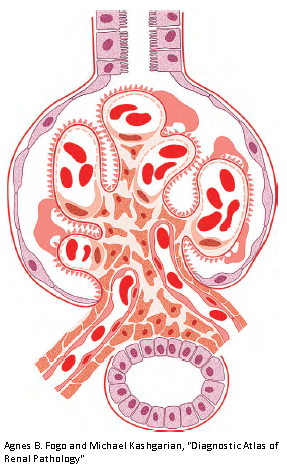 Agnes B. Fogo and Michael Kashgarian, "Diagnostic Atlas of
Renal Pathology"